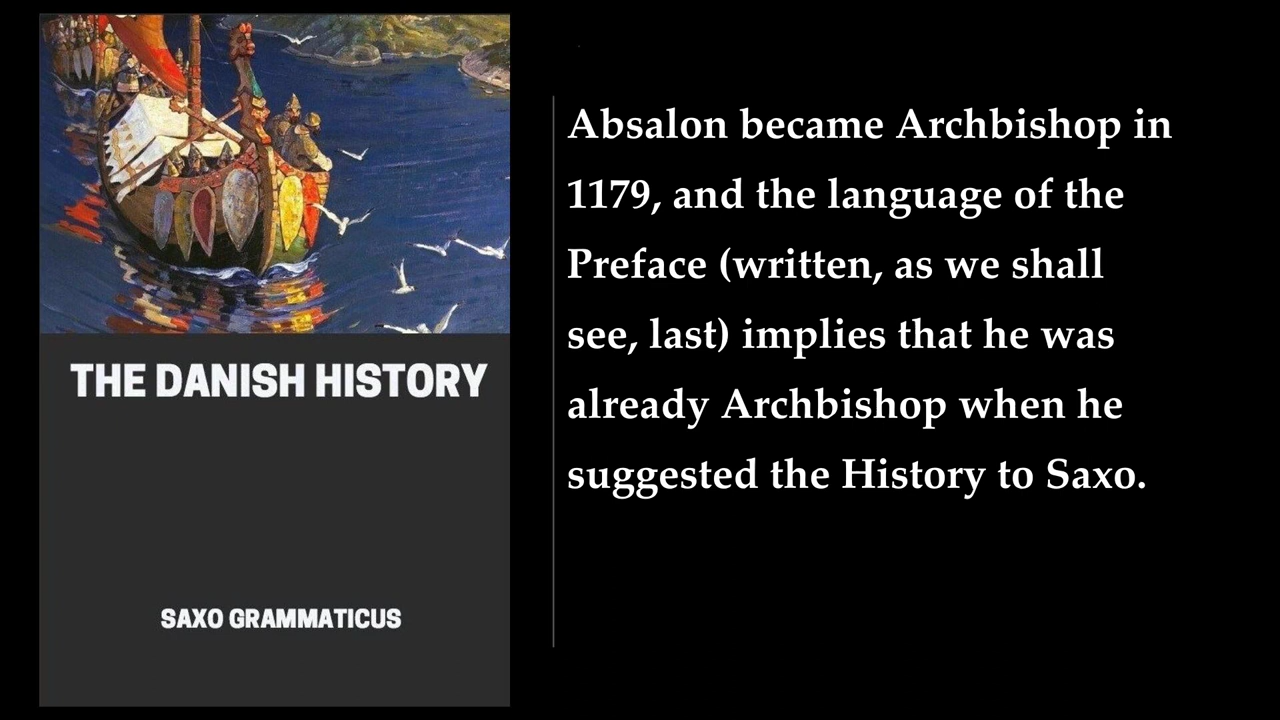 THE DANISH HISTORY
SAXO GRAMMATICUS
Absalon became Archbishop in
1179, and the language of the
Preface (written, as we shall
see, last) implies that he was
already Archbishop when he
suggested the History to Saxo.